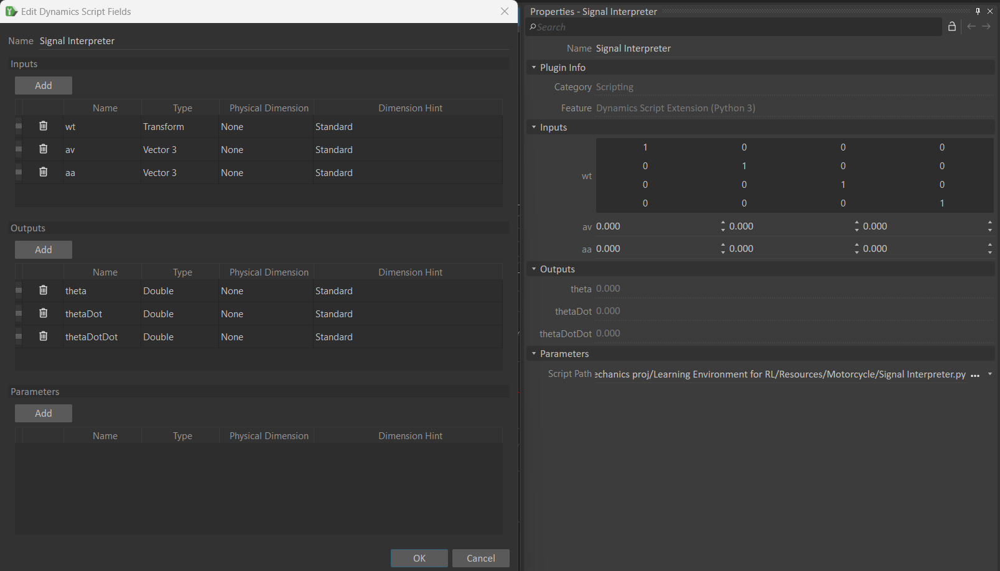 Edit Dynamics Script Fields
Name Signal Interpreter
Inputs
Add
Name Type Physical Dimension Dimension Hint
wt Transform None Standard
av Vector 3 None Standard
aa Vector 3 None Standard
Outputs
Add
Name Type Physical Dimension Dimension Hint
theta Double None Standard
thetaDot Double None Standard
thetaDotDot Double None Standard
Parameters
Add
Name Type Physical Dimension Dimension Hint
OK Cancel
Properties - Signal Interpreter
Search
Name Signal Interpreter
Plugin Info
Category Scripting
Feature Dynamics Script Extension (Python 3)
Inputs
wt
1 0 0 0
0 1 0 0
0 0 1 0
0 0 0 1
av 0.000 0.000 0.000
aa 0.000 0.000 0.000
Outputs
theta 0.000
thetaDot 0.000
thetaDotDot 0.000
Parameters
Script Path echanics proj/Learning Environment for RL/Resources/Motorcycle/Signal Interpreter.py ...